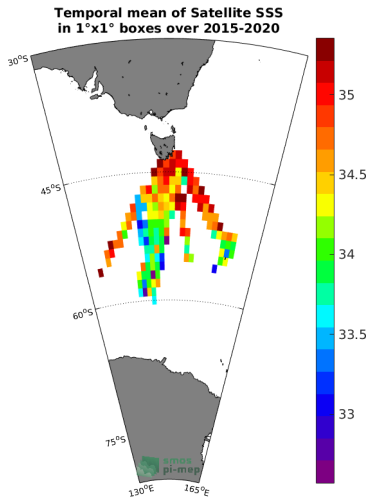 Temporal mean of Satellite SSS
in 1°x1° boxes over 2015-2020
30°S
45°S
60°S
75°S
130°E
165°E
35
34.5
34
33.5
33
smos
pi-mep